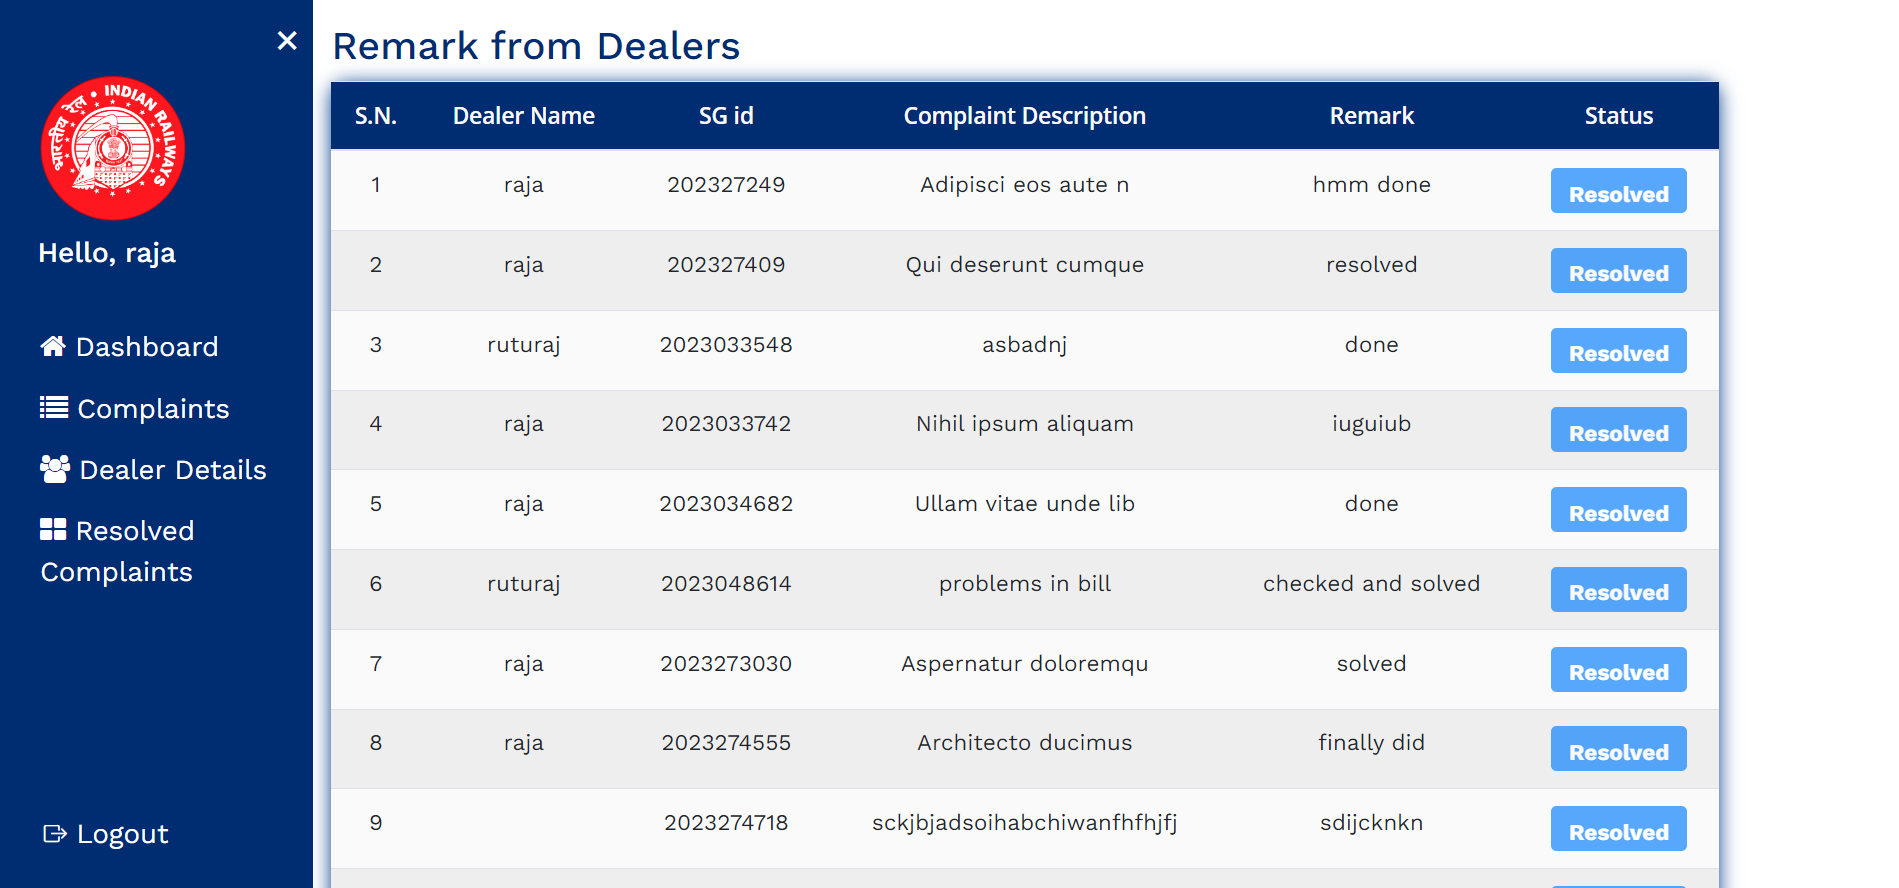 ×
भारतीय रेल • INDIAN RAILWAYS
Hello, raja
Dashboard
Complaints
Dealer Details
Resolved
Complaints
Logout
Remark from Dealers
S.N. Dealer Name SG id Complaint Description Remark Status
1 raja 202327249 Adipisci eos aute n hmm done Resolved
2 raja 202327409 Qui deserunt cumque resolved Resolved
3 ruturaj 2023033548 asbadnj done Resolved
4 raja 2023033742 Nihil ipsum aliquam iuguiub Resolved
5 raja 2023034682 Ullam vitae unde lib done Resolved
6 ruturaj 2023048614 problems in bill checked and solved Resolved
7 raja 2023273030 Aspernatur doloremqu solved Resolved
8 raja 2023274555 Architecto ducimus finally did Resolved
9 2023274718 sckjbjadsoihabchiwanfhfhjfj sdijcknkn Resolved